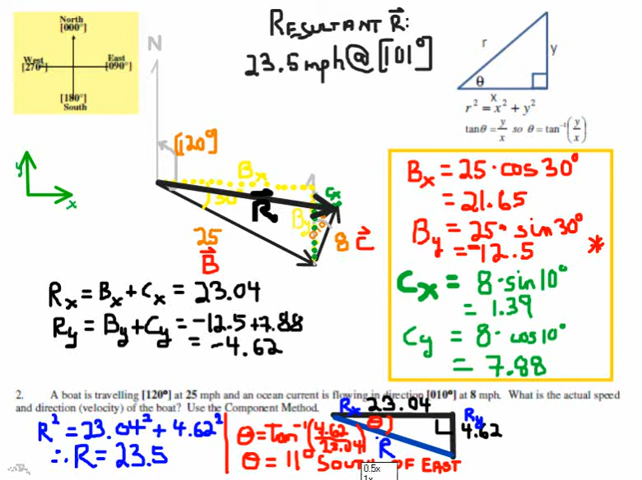 North
[000°]
West
[270°]
East
[090°]
[180°]
South
N
RESULTANT R:
23.5 mph @ [101°]
r
y
θ
x
r² = x² + y²
tanθ = y/x so θ = tan⁻¹(y/x)
[120°]
y
x
Bx
30°
R
By
Cx
25
B
8 C
Bx = 25 · cos 30°
= 21.65
By = 25 · sin 30°
= -12.5 *
Cx = 8 · sin 10°
= 1.39
Cy = 8 · cos 10°
= 7.88
Rx = Bx + Cx = 23.04
Ry = By + Cy = -12.5 + 7.88
= -4.62
2. A boat is travelling [120°] at 25 mph and an ocean current is flowing in direction [010°] at 8 mph. What is the actual speed
and direction (velocity) of the boat? Use the Component Method.
R² = 23.04² + 4.62²
∴ R = 23.5
θ = tan⁻¹(4.62/23.04)
θ = 11° SOUTH OF EAST
Rx 23.04
Ry
4.62
θ
R
0.5x
1x